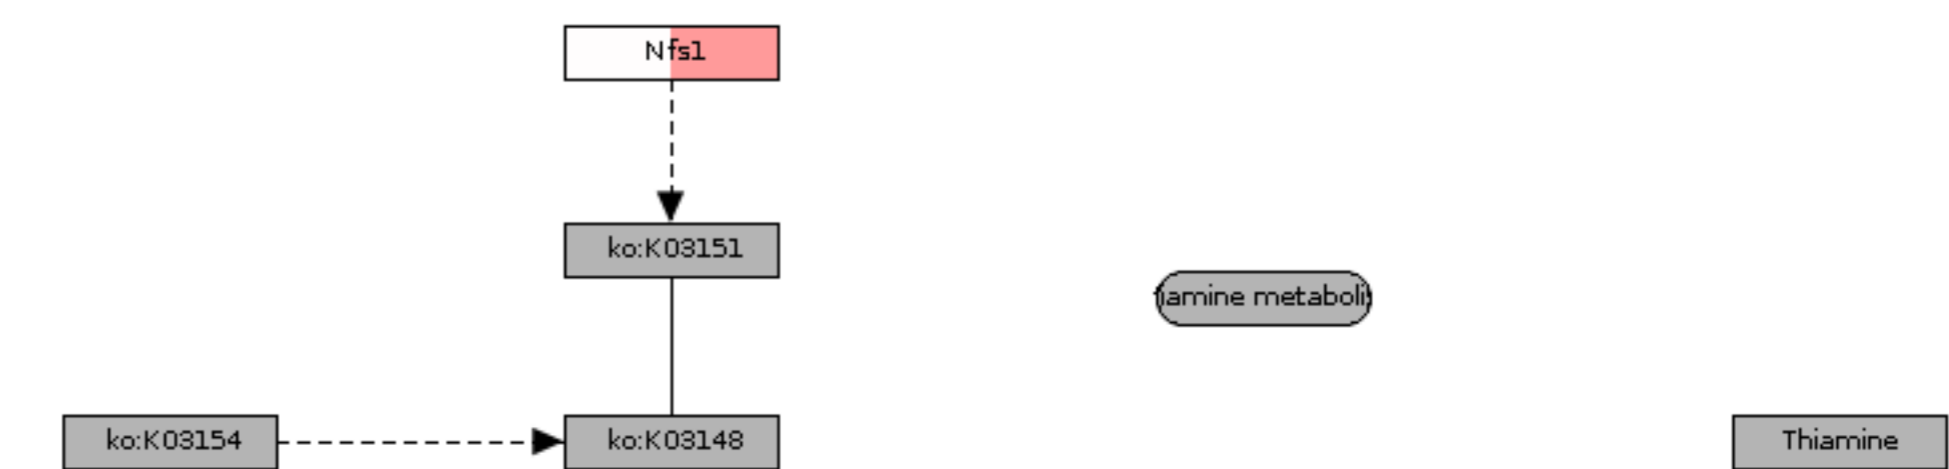 Nfs1
ko:K03151
iamine metaboli
ko:K03154
ko:K03148
Thiamine